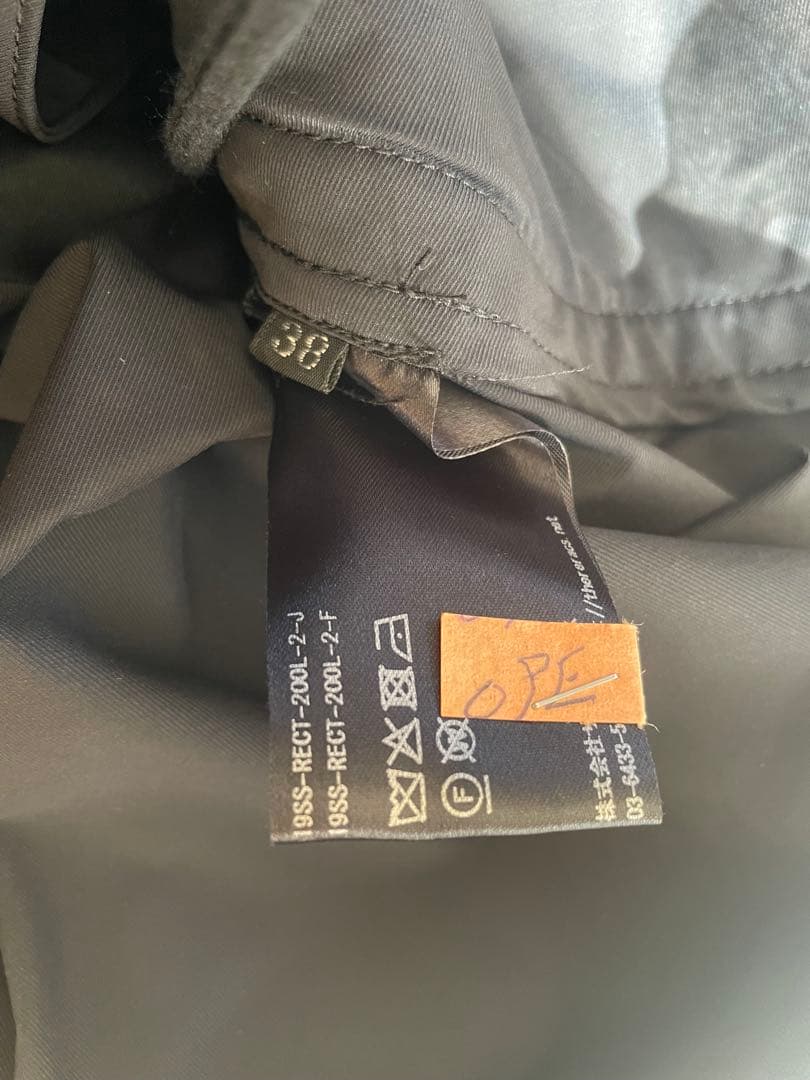 38
19SS-RECT-200L-2-J
19SS-RECT-200L-2-F
F
OPE
株式会社
03-6433-5